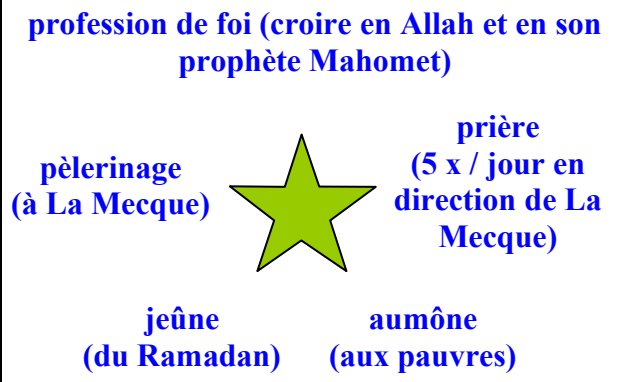 profession de foi (croire en Allah et en son
prophète Mahomet)
prière
(5 x / jour en
direction de La
Mecque)
pèlerinage
(à La Mecque)
jeûne
(du Ramadan)
aumône
(aux pauvres)